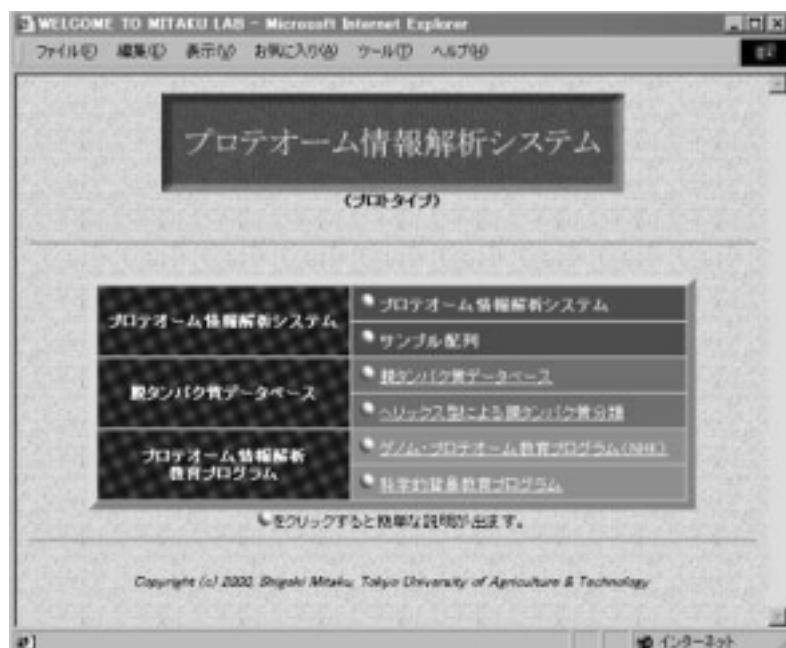 WELCOME TO MITAKU LAB - Microsoft Internet Explorer
ファイル(F) 編集(E) 表示(V) お気に入り(A) ツール(T) ヘルプ(H)
プロテオーム情報解析システム
(プロトタイプ)
プロテオーム情報解析システム
プロテオーム情報解析システム
サンプル配列
膜タンパク質データベース
膜タンパク質データベース
ヘリックス型による膜タンパク質分類
プロテオーム情報解析
教育プログラム
ゲノム・プロテオーム教育プログラム(NHK)
科学的背景教育プログラム
をクリックすると簡単な説明が出ます。
Copyright (c) 2000, Shigeki Mitaku, Tokyo University of Agriculture & Technology
インターネット